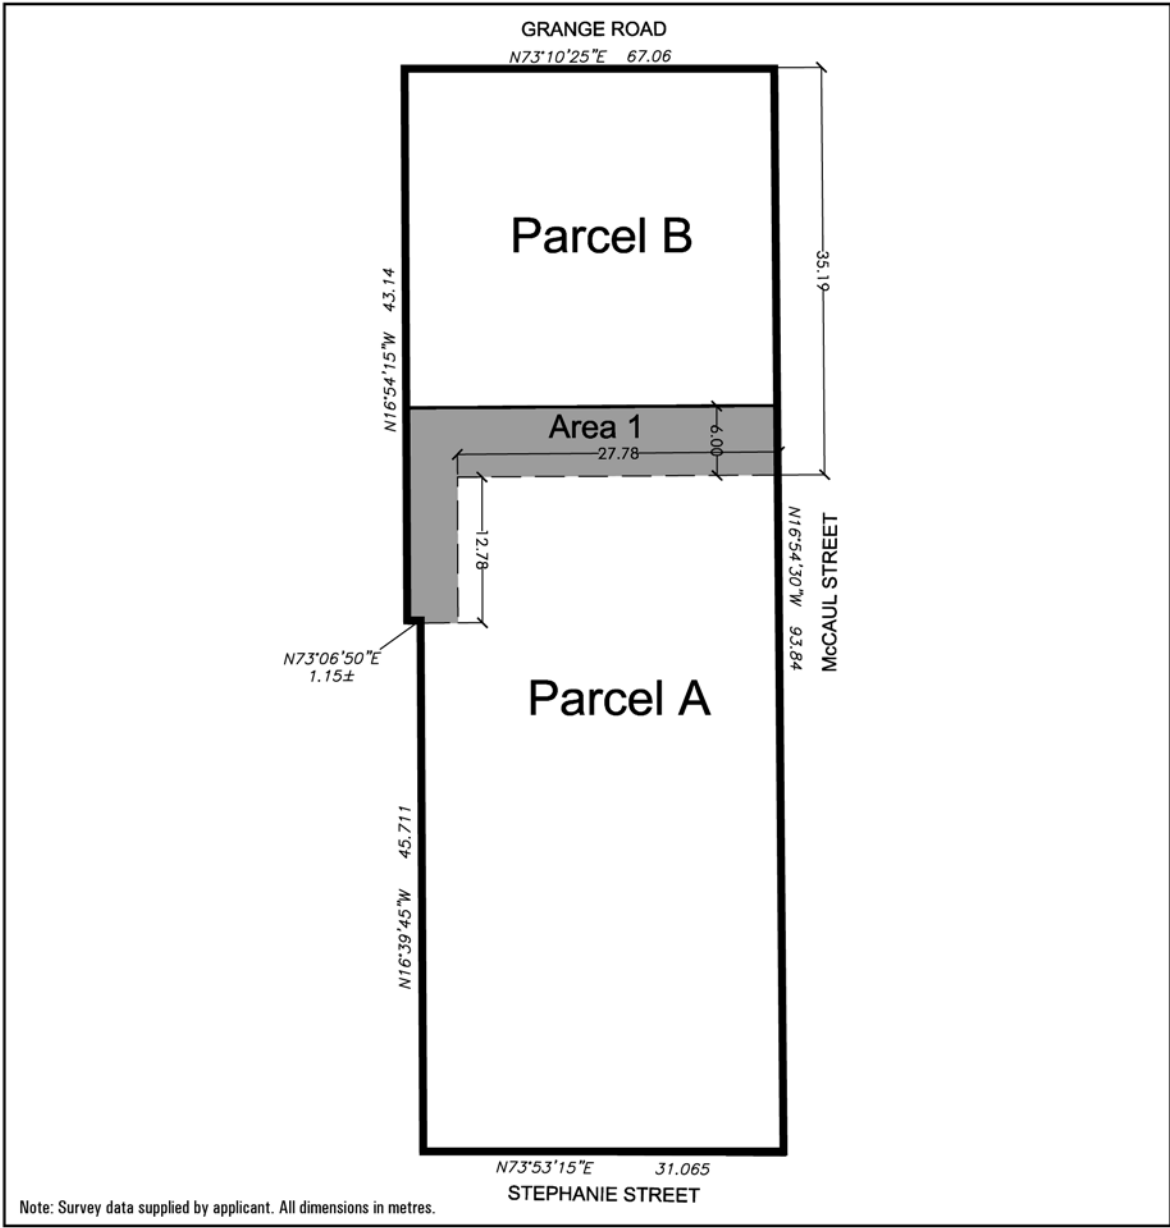 GRANGE ROAD
N73°10'25"E 67.06
Parcel B
35.19
N16°54'15"W 43.14
Area 1
6.00
27.78
12.78
N16°54'30"W 93.84
McCAUL STREET
N73°06'50"E
1.15±
Parcel A
N16°39'45"W 45.711
N73°53'15"E 31.065
STEPHANIE STREET
Note: Survey data supplied by applicant. All dimensions in metres.